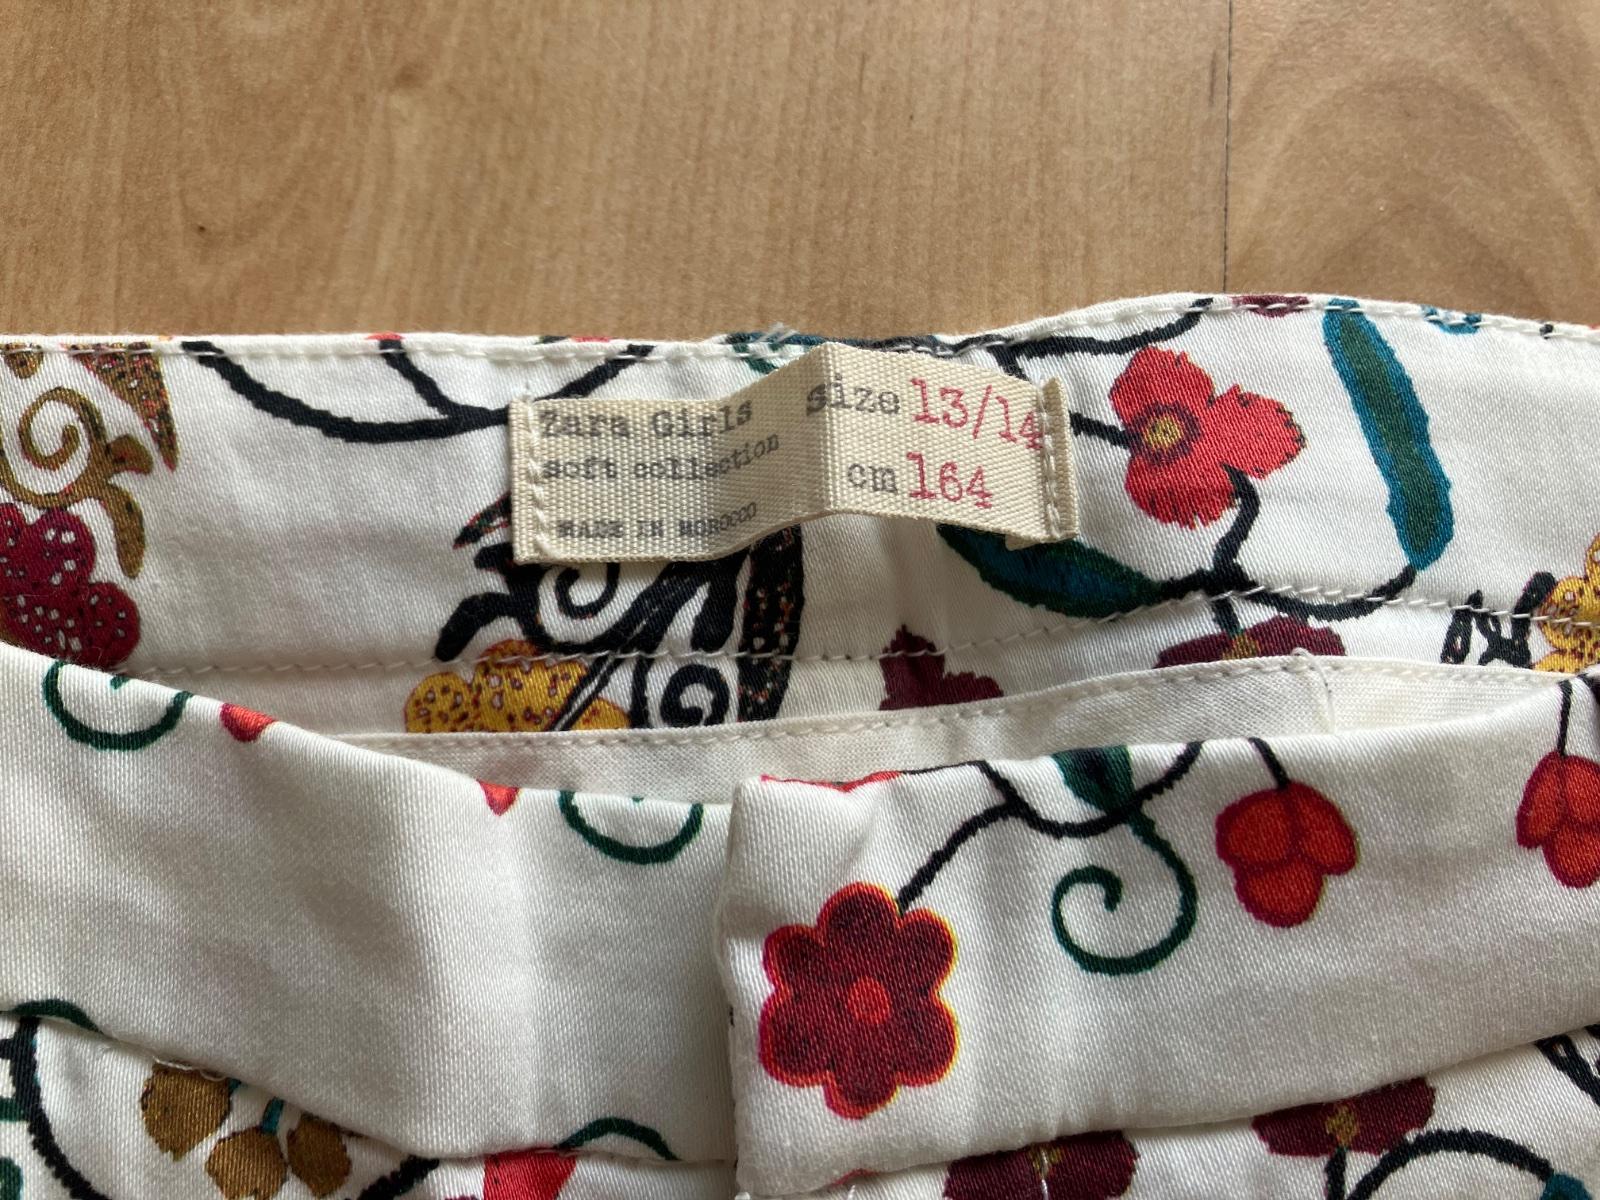 Zara Girls
soft collection
MADE IN MOROCCO
size 13/14
cm 164